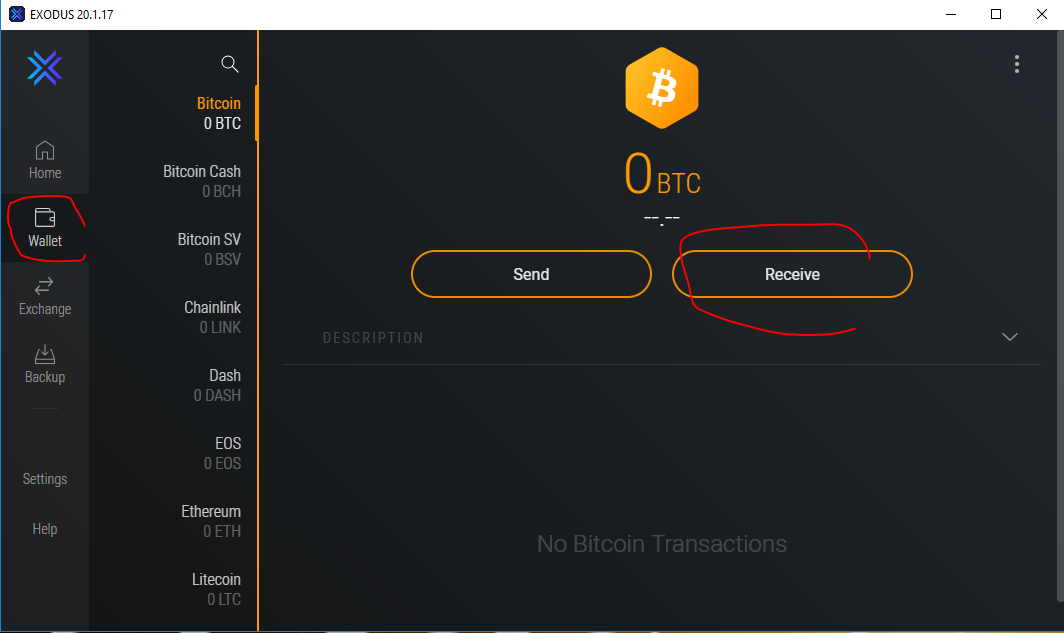 EXODUS 20.1.17
Home
Wallet
Exchange
Backup
Settings
Help
Bitcoin
0 BTC
Bitcoin Cash
0 BCH
Bitcoin SV
0 BSV
Chainlink
0 LINK
Dash
0 DASH
EOS
0 EOS
Ethereum
0 ETH
Litecoin
0 LTC
0 BTC
--.--
Send
Receive
DESCRIPTION
No Bitcoin Transactions